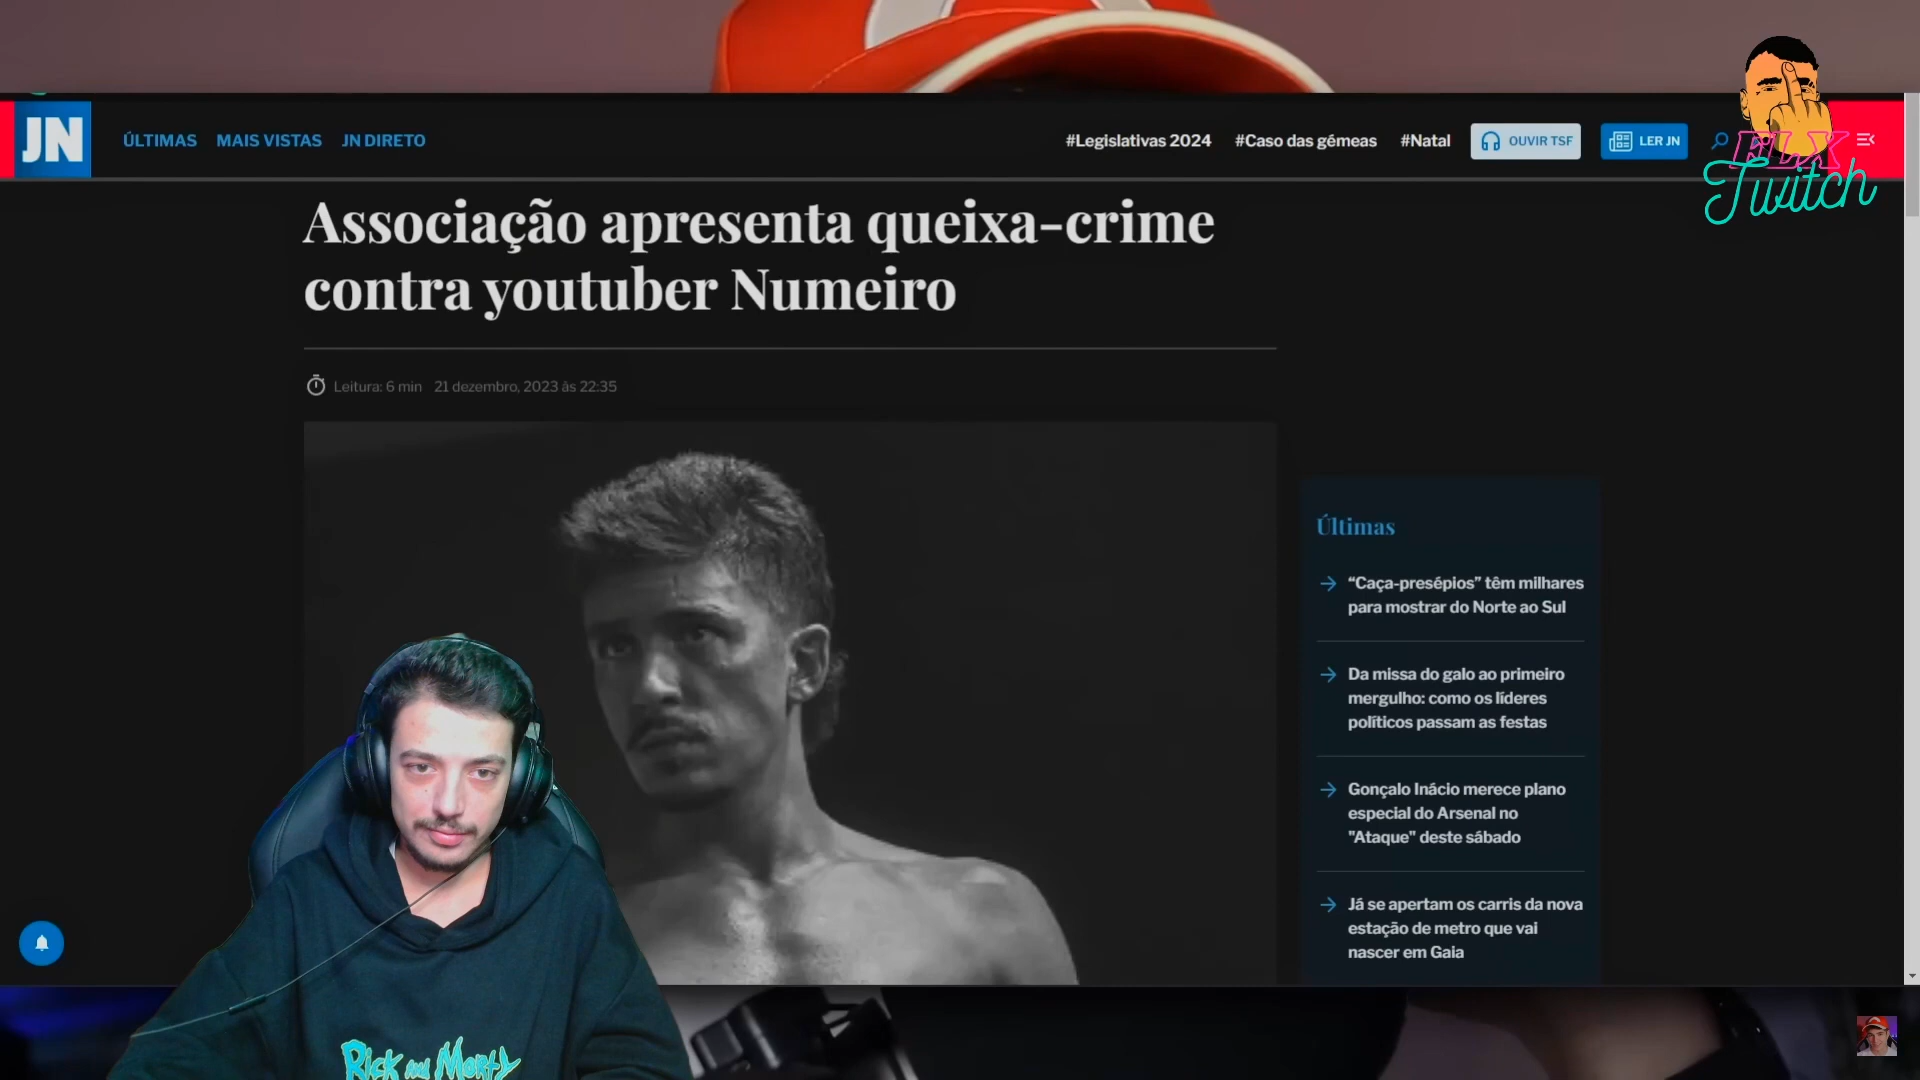 JN
ÚLTIMAS
MAIS VISTAS
JN DIRETO
#Legislativas 2024
#Caso das gémeas
#Natal
OUVIR TSF
LER JN
Twitch
Associação apresenta queixa-crime
contra youtuber Numeiro
Leitura: 6 min 21 dezembro, 2023 às 22:35
Últimas
“Caça-presépios” têm milhares
para mostrar do Norte ao Sul
Da missa do galo ao primeiro
mergulho: como os líderes
políticos passam as festas
Gonçalo Inácio merece plano
especial do Arsenal no
"Ataque" deste sábado
Já se apertam os carris da nova
estação de metro que vai
nascer em Gaia
Rick and Morty